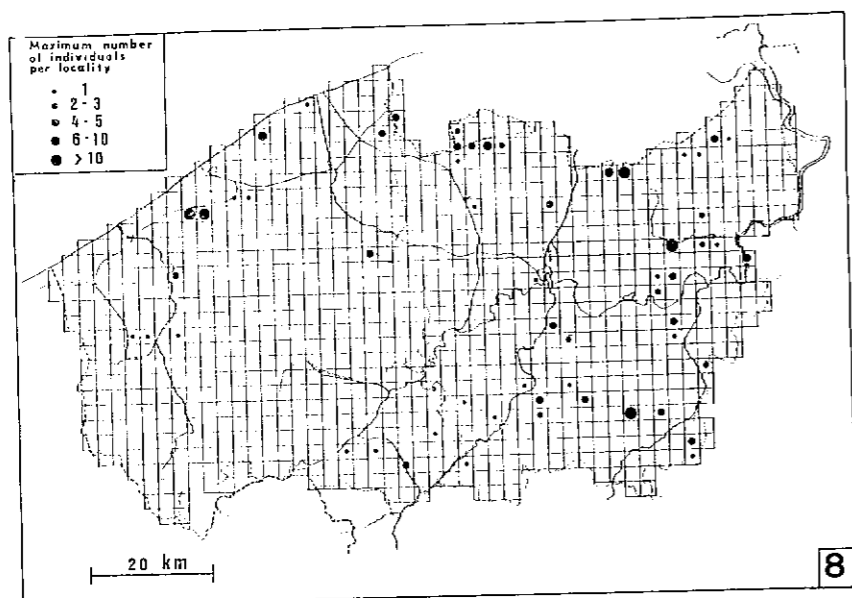 Maximum number
of individuals
per locality
1
2-3
4-5
6-10
>10
20 km
8